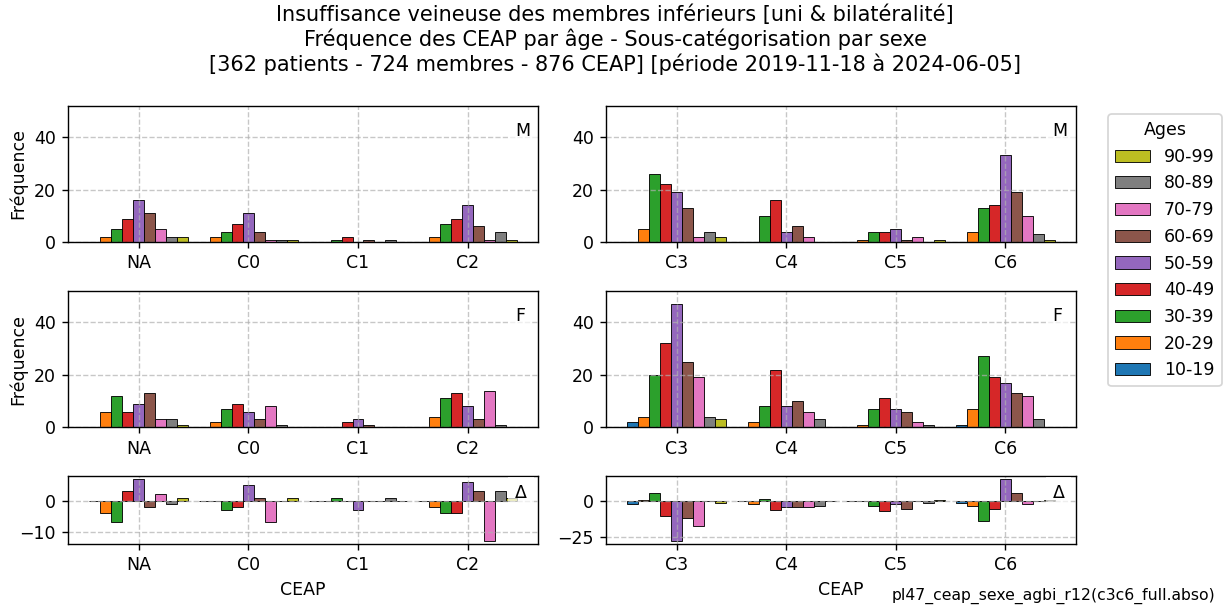 Insuffisance veineuse des membres inférieurs [uni & bilatéralité]
Fréquence des CEAP par âge - Sous-catégorisation par sexe
[362 patients - 724 membres - 876 CEAP] [période 2019-11-18 à 2024-06-05]
Fréquence
40
20
0
M
NA C0 C1 C2
40
20
0
M
C3 C4 C5 C6
Ages
90-99
80-89
70-79
60-69
50-59
40-49
30-39
20-29
10-19
Fréquence
40
20
0
F
NA C0 C1 C2
40
20
0
F
C3 C4 C5 C6
0
−10
Δ
NA C0 C1 C2
CEAP
0
−25
Δ
C3 C4 C5 C6
CEAP
pl47_ceap_sexe_agbi_r12(c3c6_full.abso)